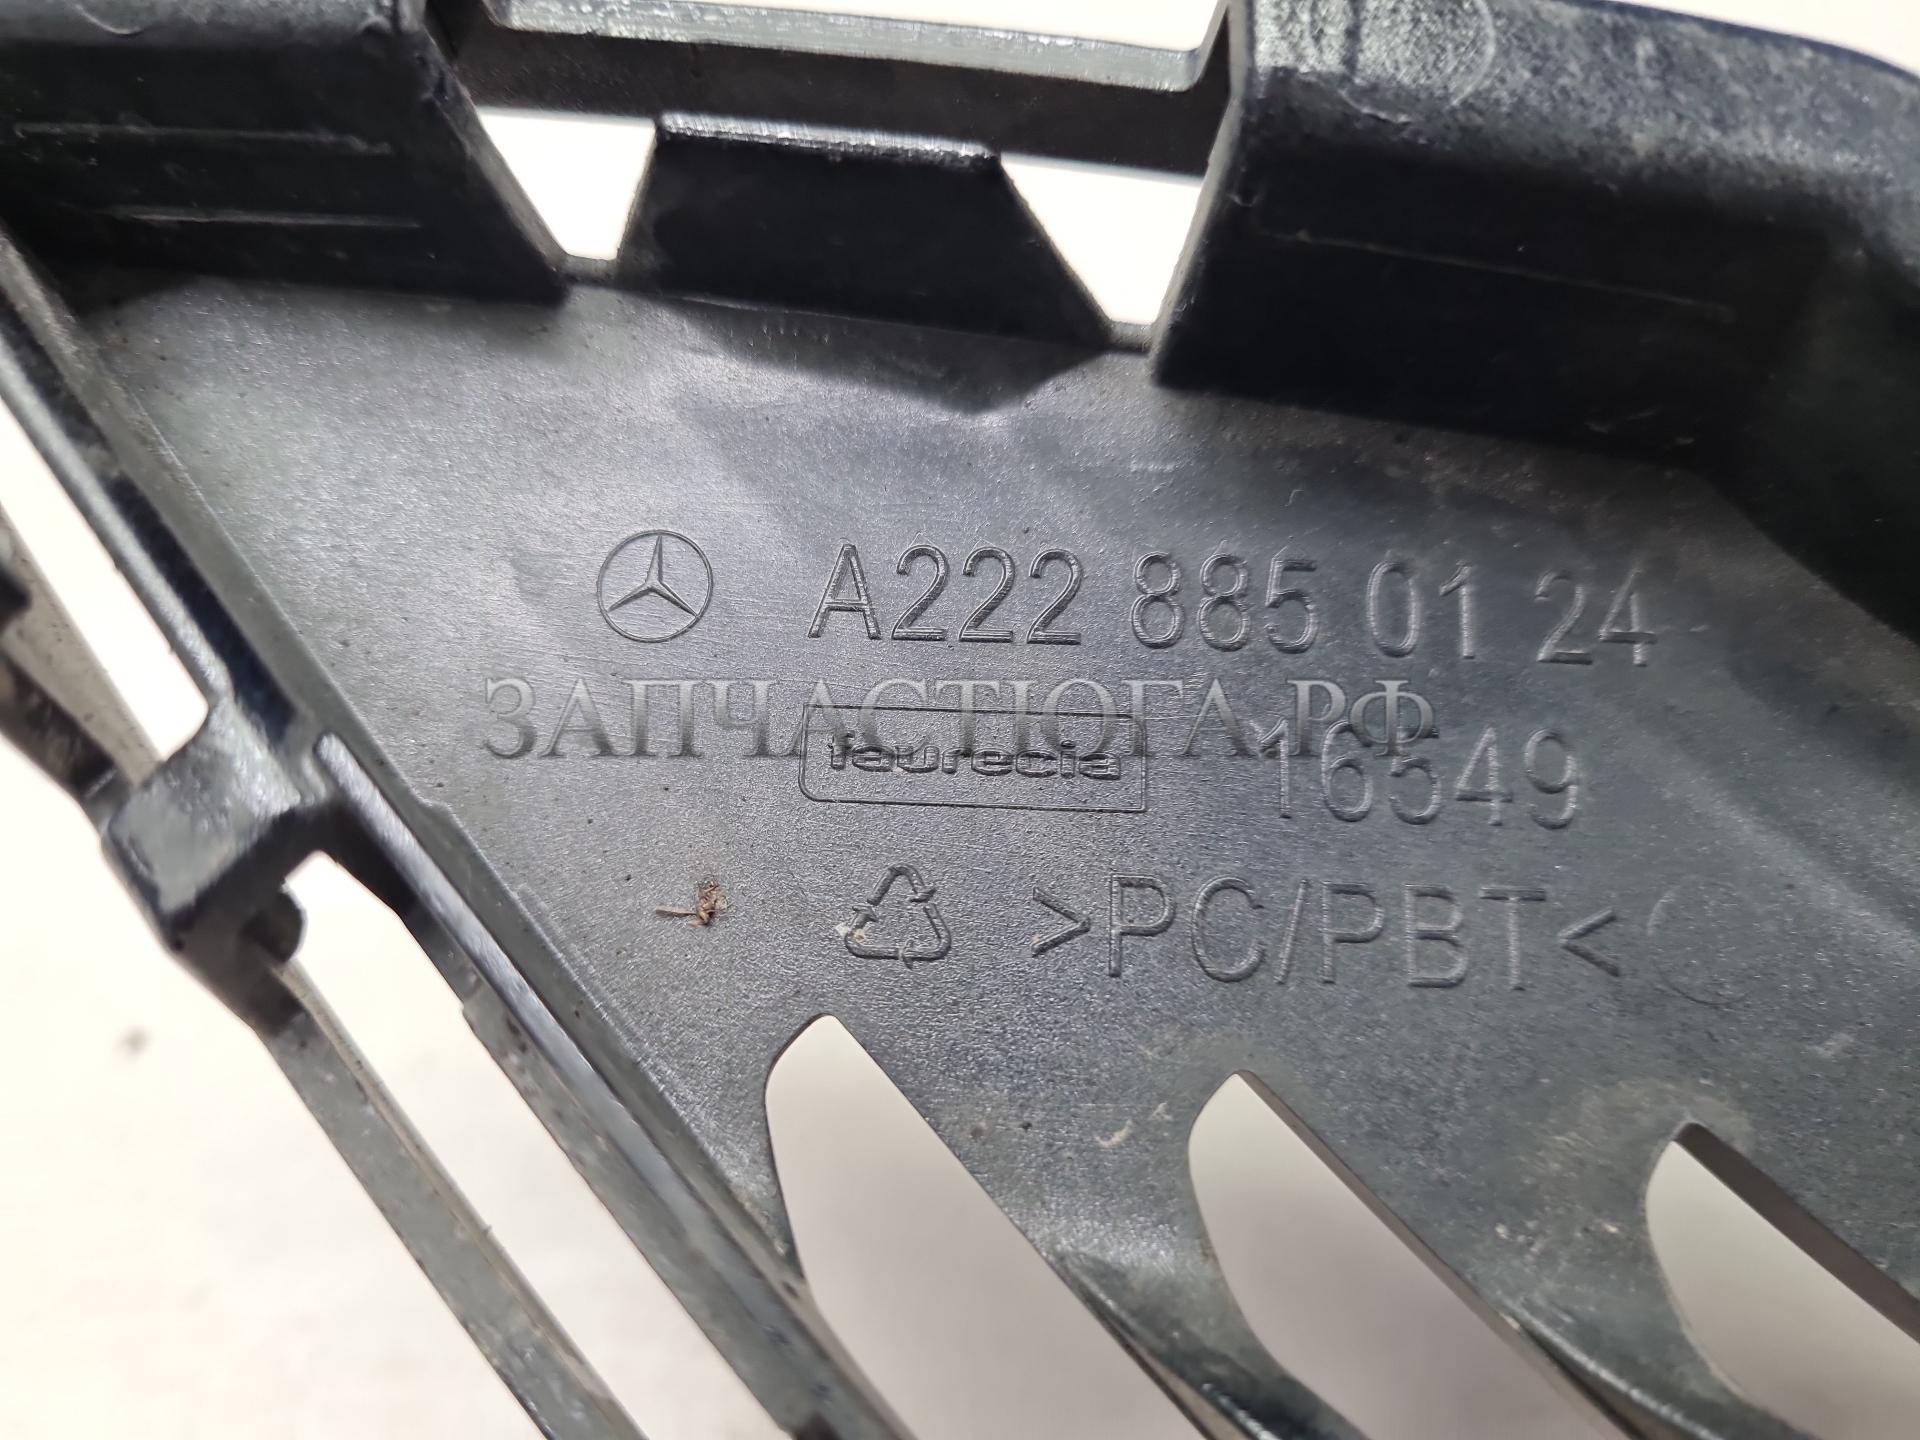 A222 885 01 24
ЗАПЧАСТЮГА.РФ
faurecia 16549
>PC/PBT<